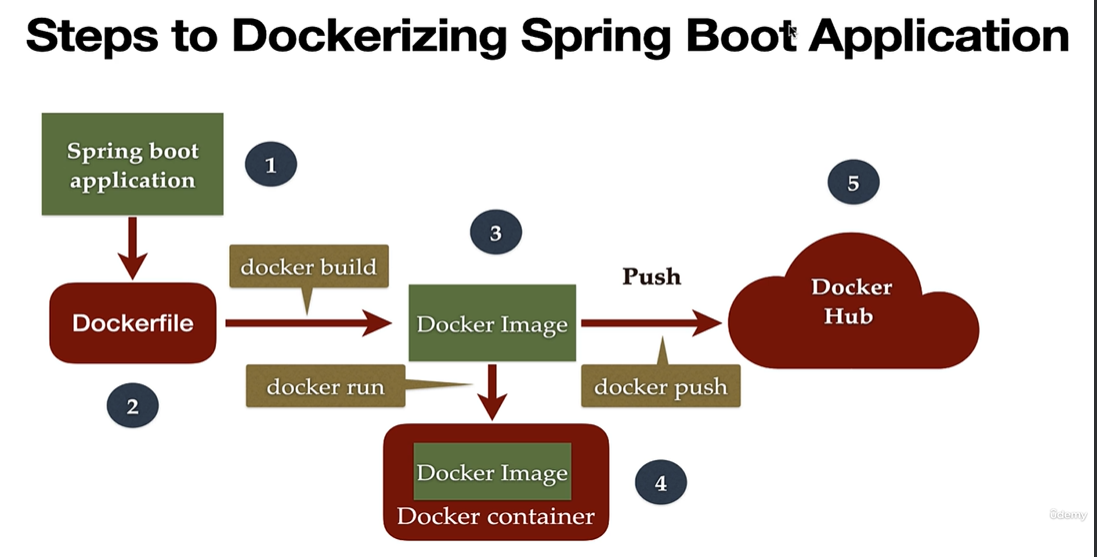 Steps to Dockerizing Spring Boot Application
Spring boot
application
1
Dockerfile
2
docker build
3
Docker Image
docker run
Docker Image
Docker container
4
Push
docker push
5
Docker
Hub
ûdemy